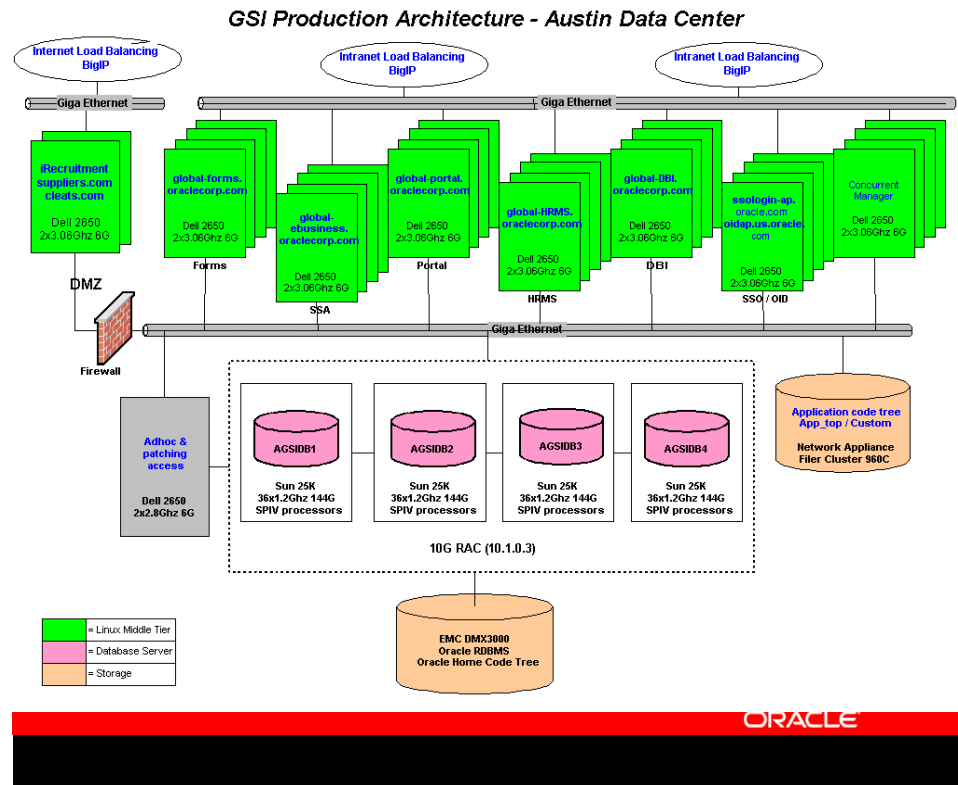 GSI Production Architecture - Austin Data Center
Internet Load Balancing
BigIP
Intranet Load Balancing
BigIP
Intranet Load Balancing
BigIP
Giga Ethernet
Giga Ethernet
iRecruitment
suppliers.com
cleats.com
Dell 2650
2x3.06Ghz 6G
DMZ
global-forms.
oraclecorp.com
Dell 2650
2x3.06Ghz 6G
Forms
global-
ebusiness.
oraclecorp.com
Dell 2650
2x3.06Ghz 6G
SSA
global-portal.
oraclecorp.com
Dell 2650
2x3.06Ghz 6G
Portal
global-HRMS.
oraclecorp.com
Dell 2650
2x3.06Ghz 6G
HRMS
global-DBI.
oraclecorp.com
Dell 2650
2x3.06Ghz 6G
DBI
ssologin-ap.
oracle.com
oidap.us.oracle.
com
Dell 2650
2x3.06Ghz 6G
SSO / OID
Concurrent
Manager
Dell 2650
2x3.06Ghz 6G
Firewall
Giga Ethernet
Adhoc &
patching
access
Dell 2650
2x2.8Ghz 6G
AGSIDB1
Sun 25K
36x1.2Ghz 144G
SPIV processors
AGSIDB2
Sun 25K
36x1.2Ghz 144G
SPIV processors
AGSIDB3
Sun 25K
36x1.2Ghz 144G
SPIV processors
AGSIDB4
Sun 25K
36x1.2Ghz 144G
SPIV processors
10G RAC (10.1.0.3)
Application code tree
App_top / Custom
Network Appliance
Filer Cluster 960C
EMC DMX3000
Oracle RDBMS
Oracle Home Code Tree
= Linux Middle Tier
= Database Server
= Storage
ORACLE